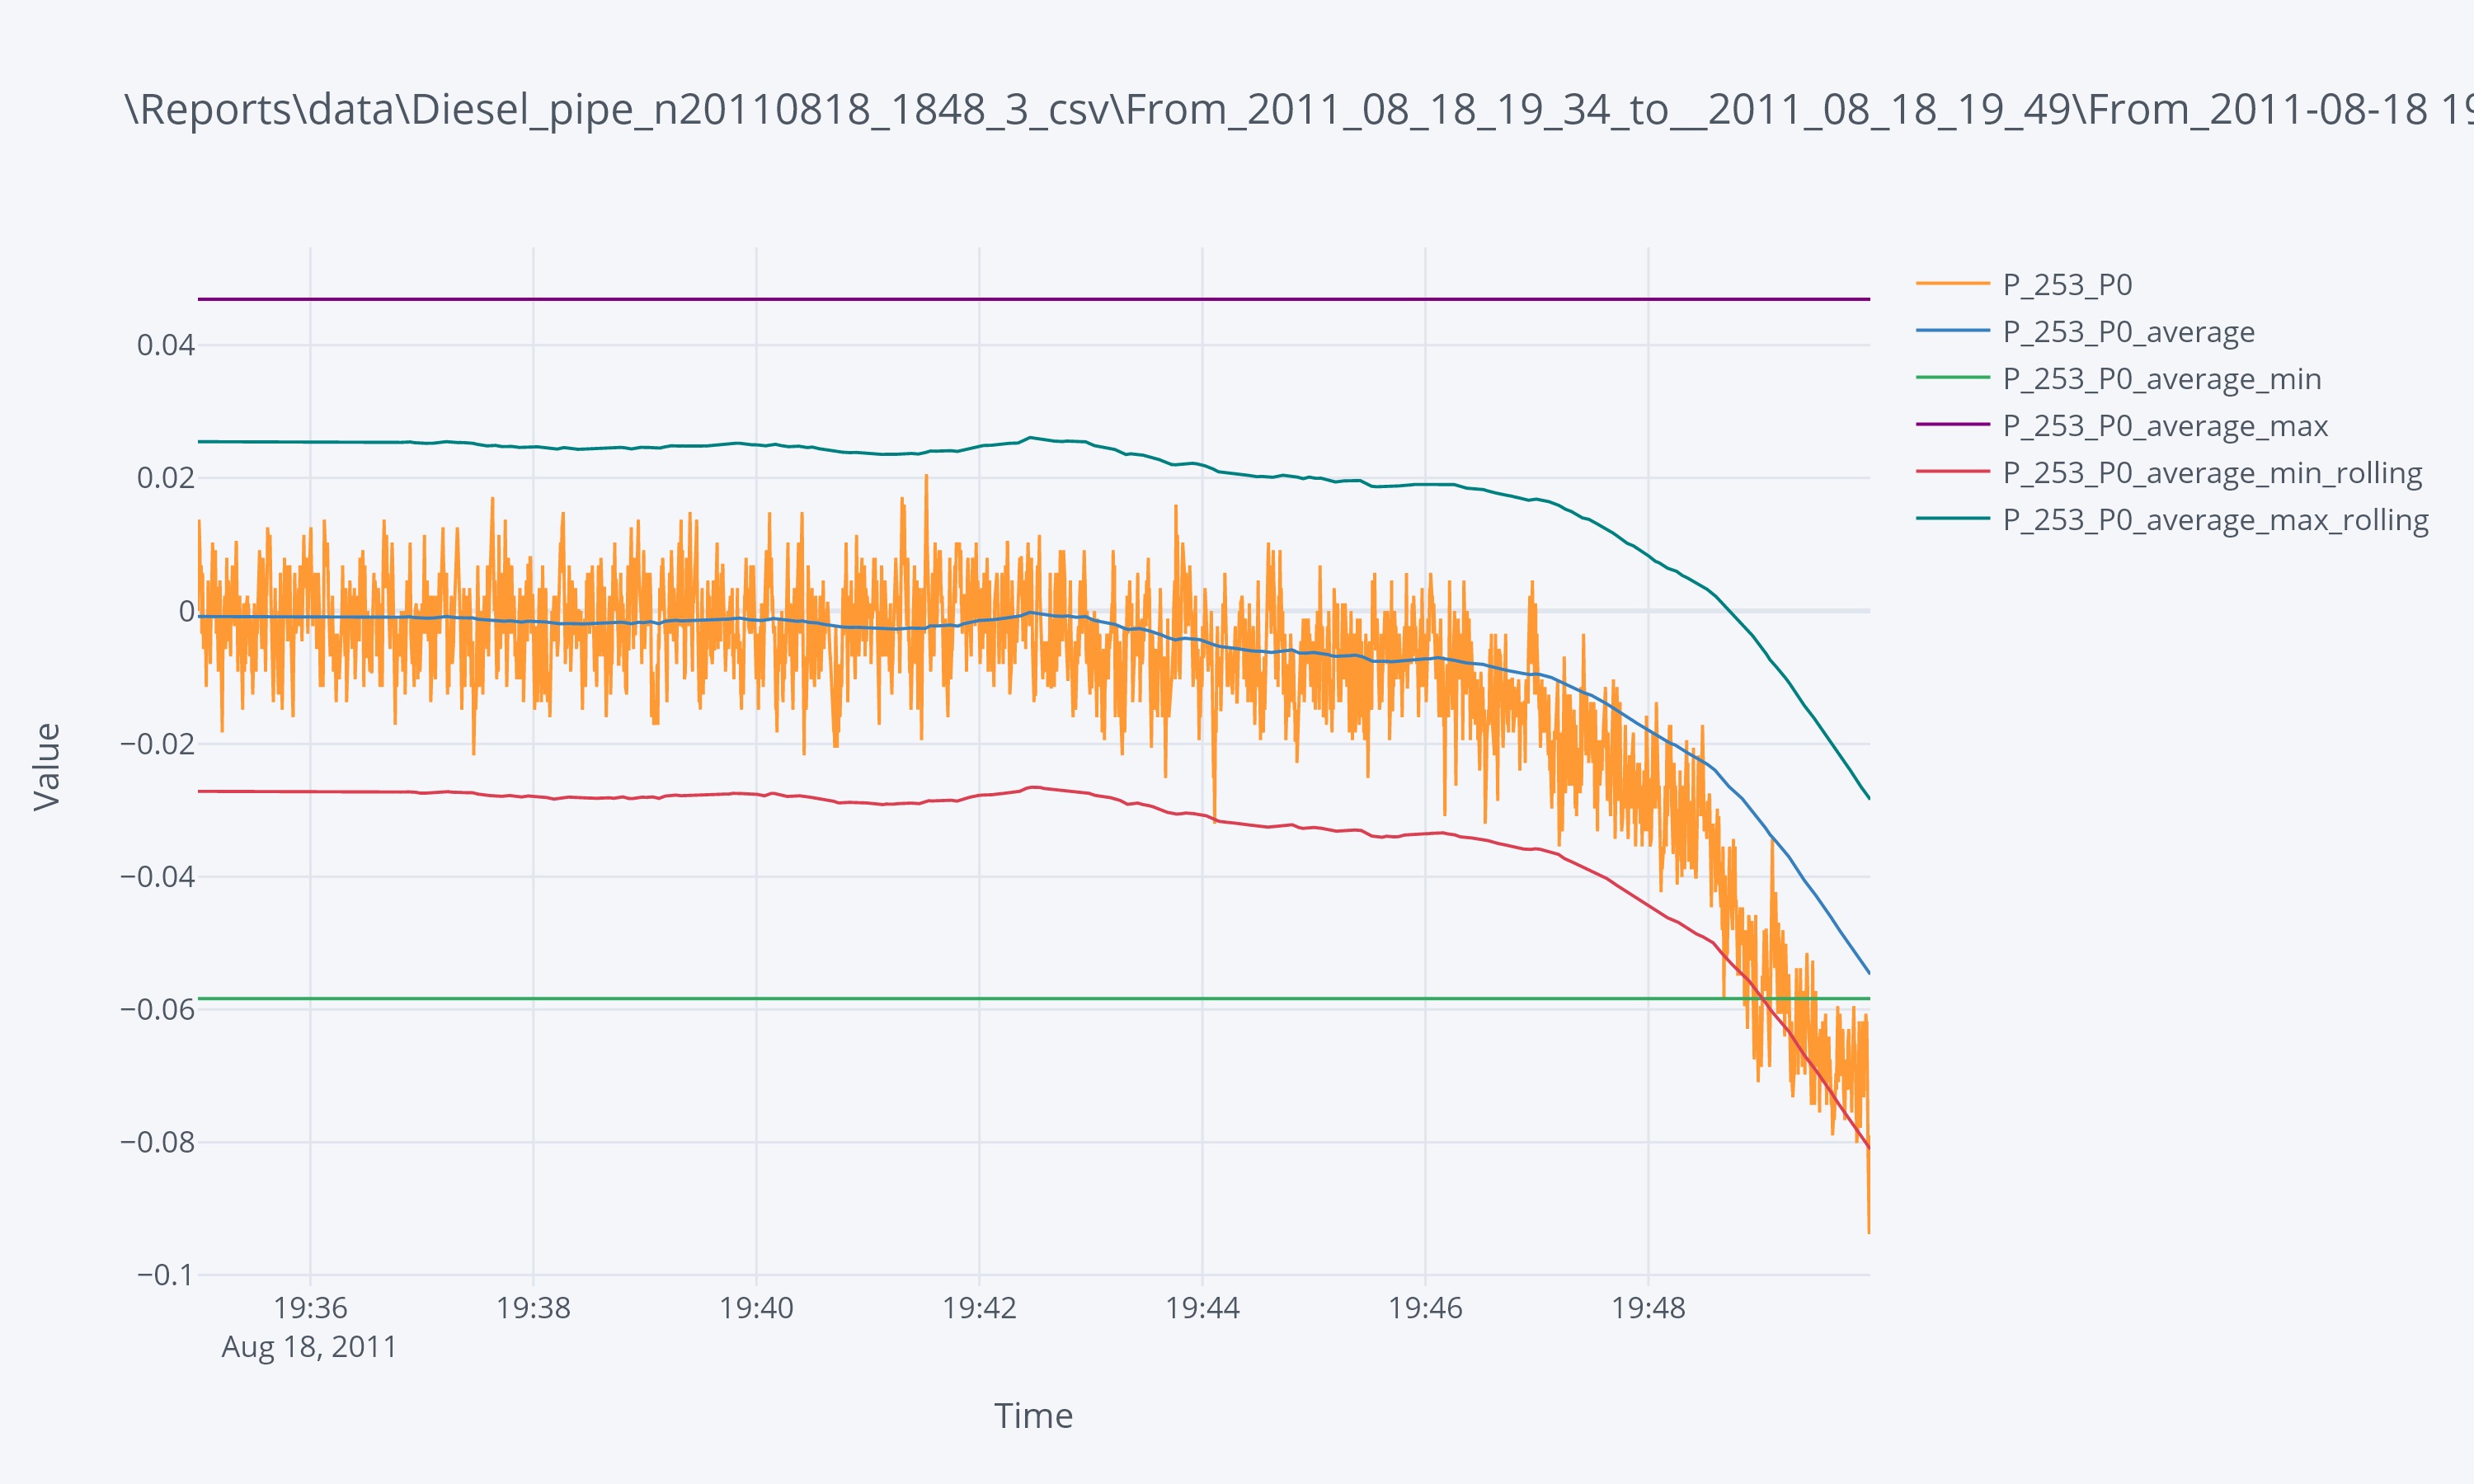 \Reports\data\Diesel_pipe_n20110818_1848_3_csv\From_2011_08_18_19_34_to__2011_08_18_19_49\From_2011-08-18 19
P_253_P0
P_253_P0_average
P_253_P0_average_min
P_253_P0_average_max
P_253_P0_average_min_rolling
P_253_P0_average_max_rolling
Value
0.04
0.02
0
−0.02
−0.04
−0.06
−0.08
−0.1
19:36 19:38 19:40 19:42 19:44 19:46 19:48
Aug 18, 2011
Time